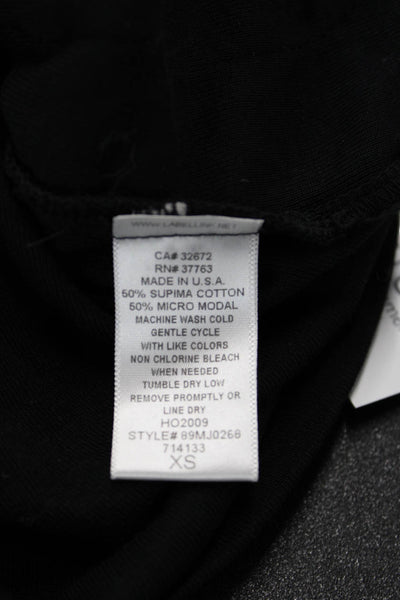 WWW.LABELLINK.NET
CA# 32672
RN# 37763
MADE IN U.S.A.
50% SUPIMA COTTON
50% MICRO MODAL
MACHINE WASH COLD
GENTLE CYCLE
WITH LIKE COLORS
NON CHLORINE BLEACH
WHEN NEEDED
TUMBLE DRY LOW
REMOVE PROMPTLY OR
LINE DRY
HO2009
STYLE# 89MJ0268
714133
XS